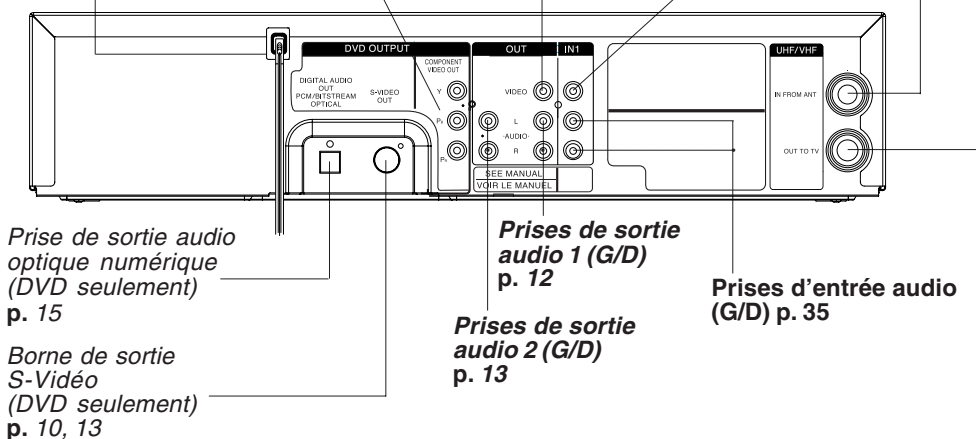 DVD OUTPUT
OUT
IN1
UHF/VHF
COMPONENT
VIDEO OUT
DIGITAL AUDIO
OUT
PCM/BITSTREAM
OPTICAL
S-VIDEO
OUT
Y
VIDEO
IN FROM ANT
L
-AUDIO-
R
OUT TO TV
SEE MANUAL
VOIR LE MANUEL
Prise de sortie audio
optique numérique
(DVD seulement)
p. 15
Borne de sortie
S-Vidéo
(DVD seulement)
p. 10, 13
Prises de sortie
audio 1 (G/D)
p. 12
Prises de sortie
audio 2 (G/D)
p. 13
Prises d'entrée audio
(G/D) p. 35